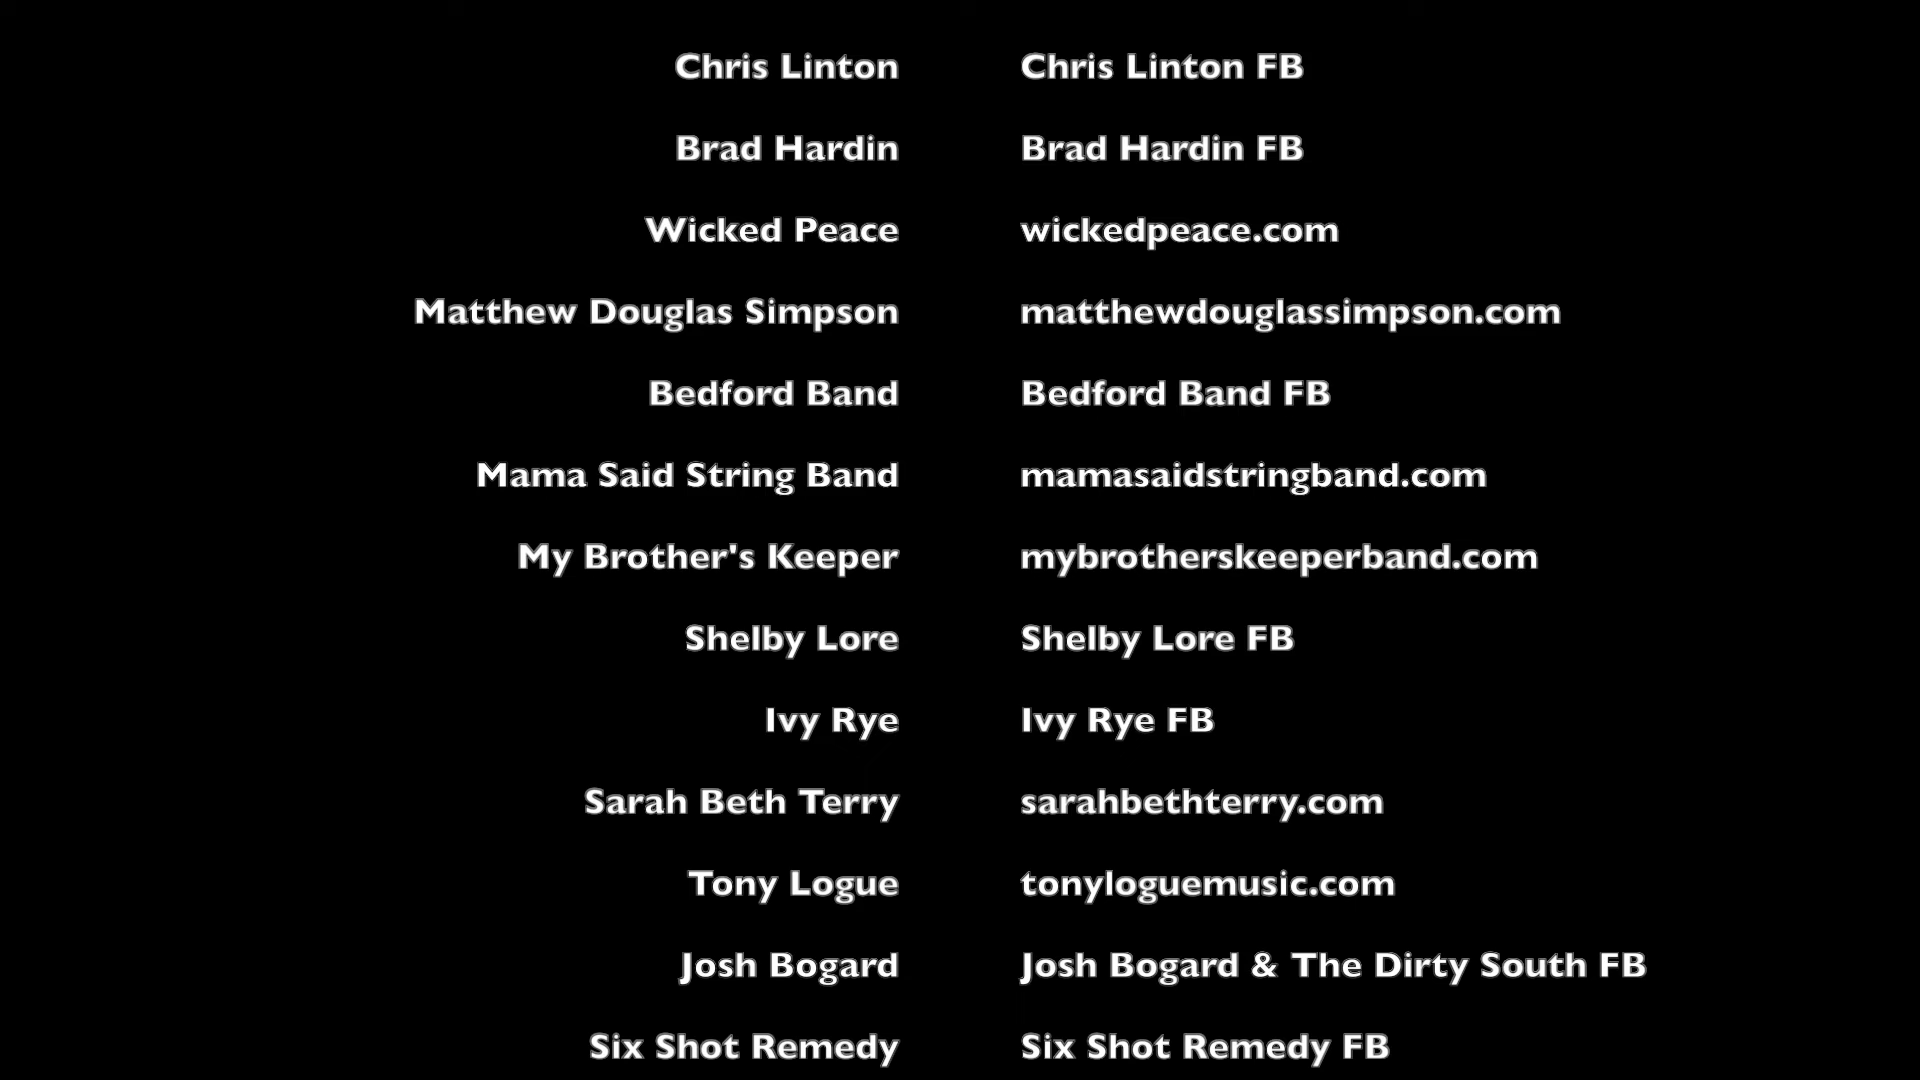 Chris Linton Chris Linton FB
Brad Hardin Brad Hardin FB
Wicked Peace wickedpeace.com
Matthew Douglas Simpson matthewdouglassimpson.com
Bedford Band Bedford Band FB
Mama Said String Band mamasaidstringband.com
My Brother's Keeper mybrotherskeeperband.com
Shelby Lore Shelby Lore FB
Ivy Rye Ivy Rye FB
Sarah Beth Terry sarahbethterry.com
Tony Logue tonyloguemusic.com
Josh Bogard Josh Bogard & The Dirty South FB
Six Shot Remedy Six Shot Remedy FB